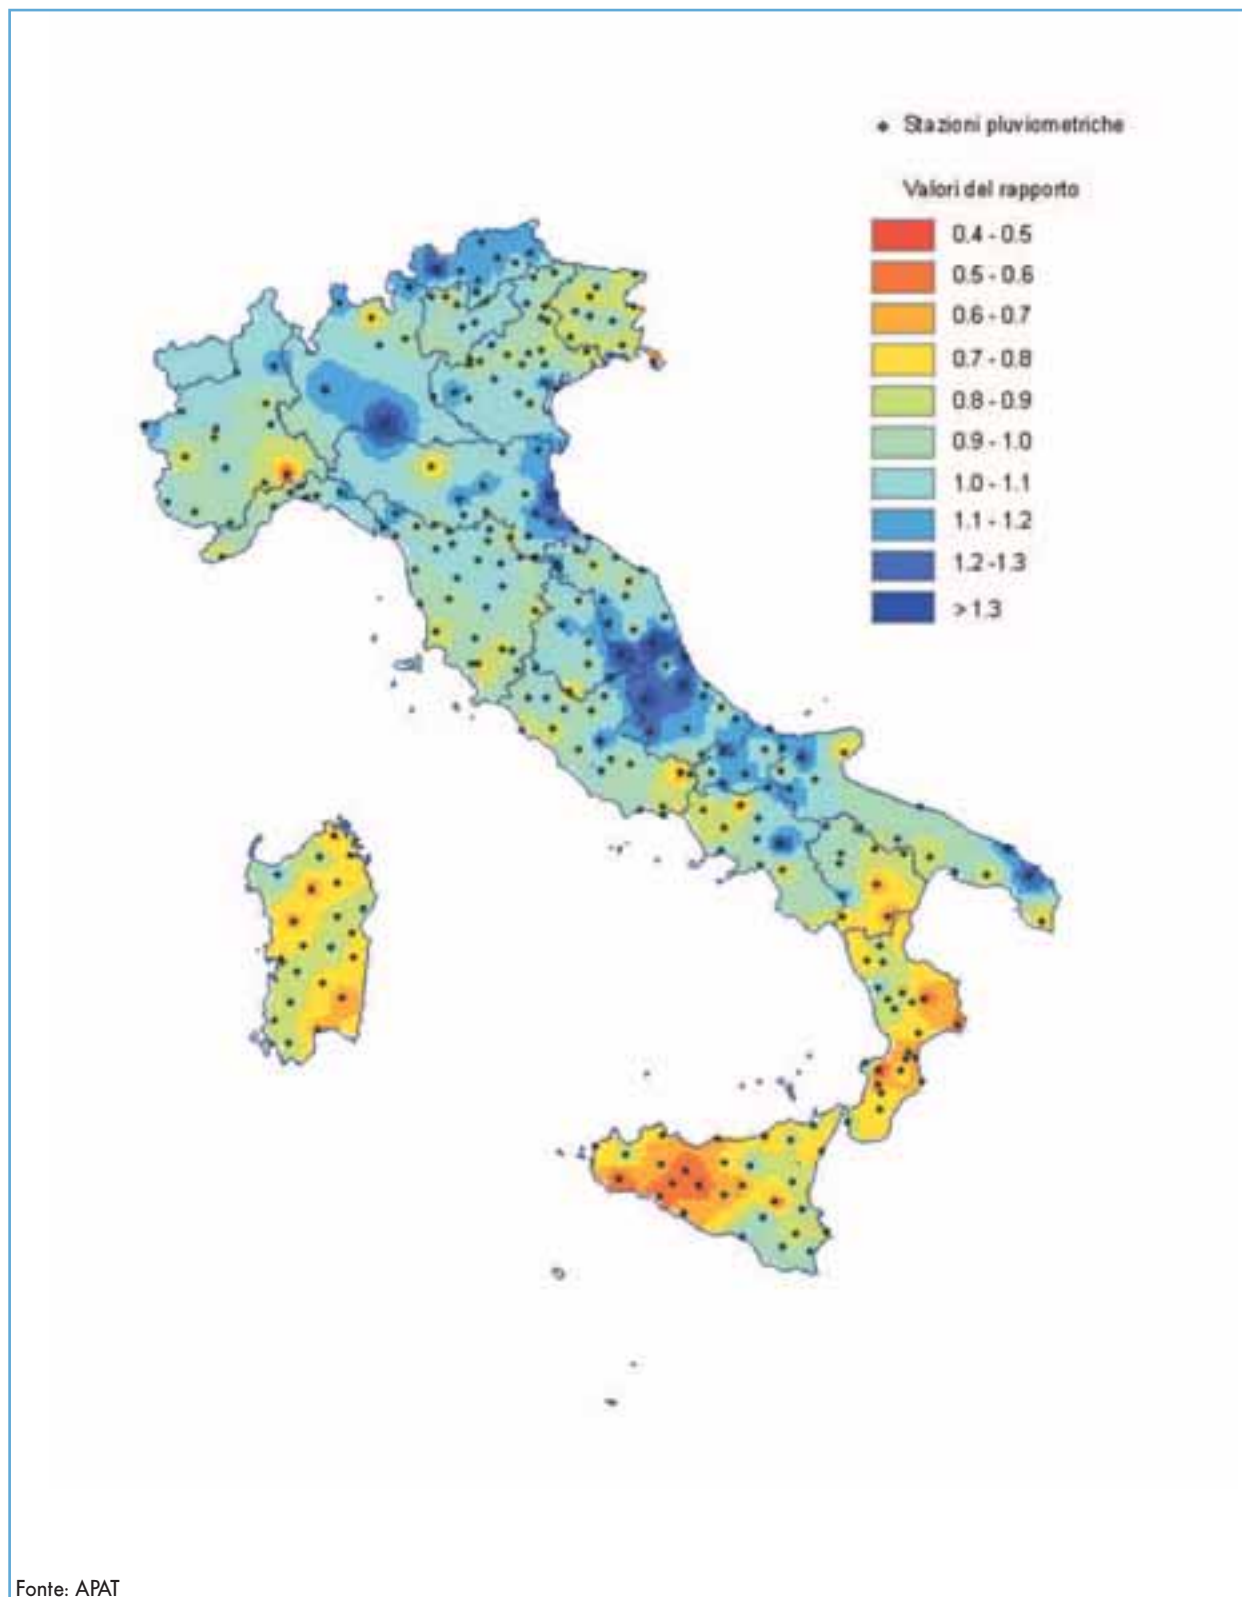 Stazioni pluviometriche
Valori del rapporto
0.4 - 0.5
0.5 - 0.6
0.6 - 0.7
0.7 - 0.8
0.8 - 0.9
0.9 - 1.0
1.0 - 1.1
1.1 - 1.2
1.2 -1.3
> 1.3
Fonte: APAT